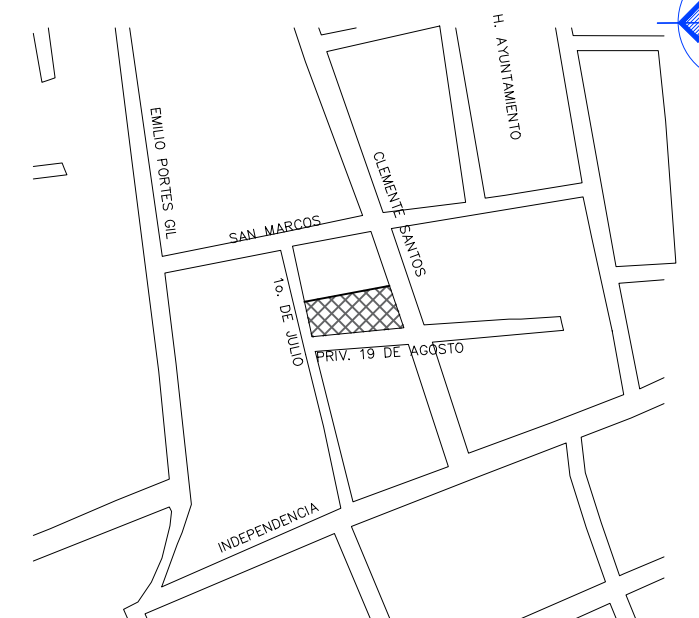 H. AYUNTAMIENTO
EMILIO PORTES GIL
CLEMENTE SANTOS
SAN MARCOS
1o. DE JULIO
PRIV. 19 DE AGOSTO
INDEPENDENCIA